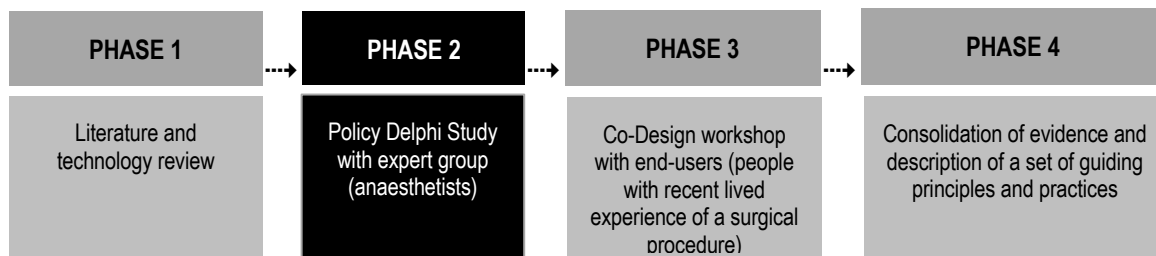 PHASE 1
PHASE 2
PHASE 3
PHASE 4
Literature and
technology review
Policy Delphi Study
with expert group
(anaesthetists)
Co-Design workshop
with end-users (people
with recent lived
experience of a surgical
procedure)
Consolidation of evidence and
description of a set of guiding
principles and practices